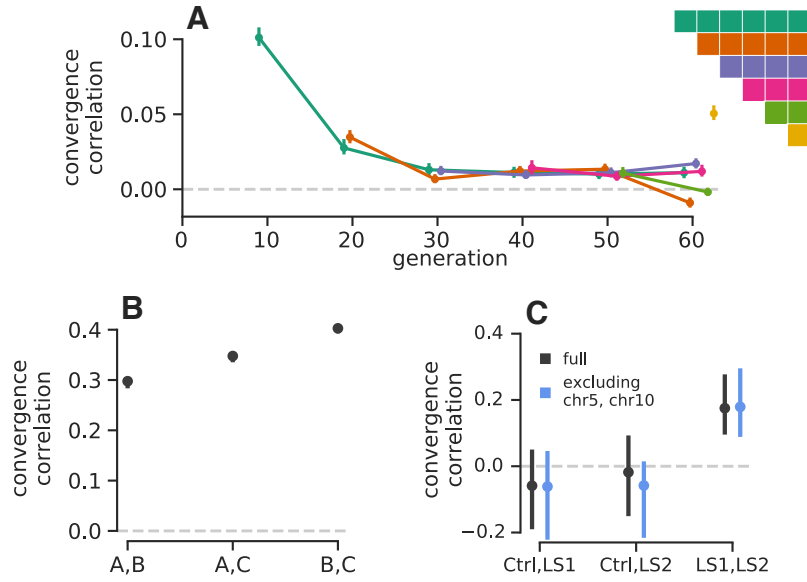 A
convergence
correlation
0.10
0.05
0.00
0
10
20
30
40
50
60
generation
B
convergence
correlation
0.4
0.3
0.2
0.1
0.0
A,B
A,C
B,C
C
convergence
correlation
0.4
0.2
0.0
−0.2
full
excluding
chr5, chr10
Ctrl,LS1
Ctrl,LS2
LS1,LS2